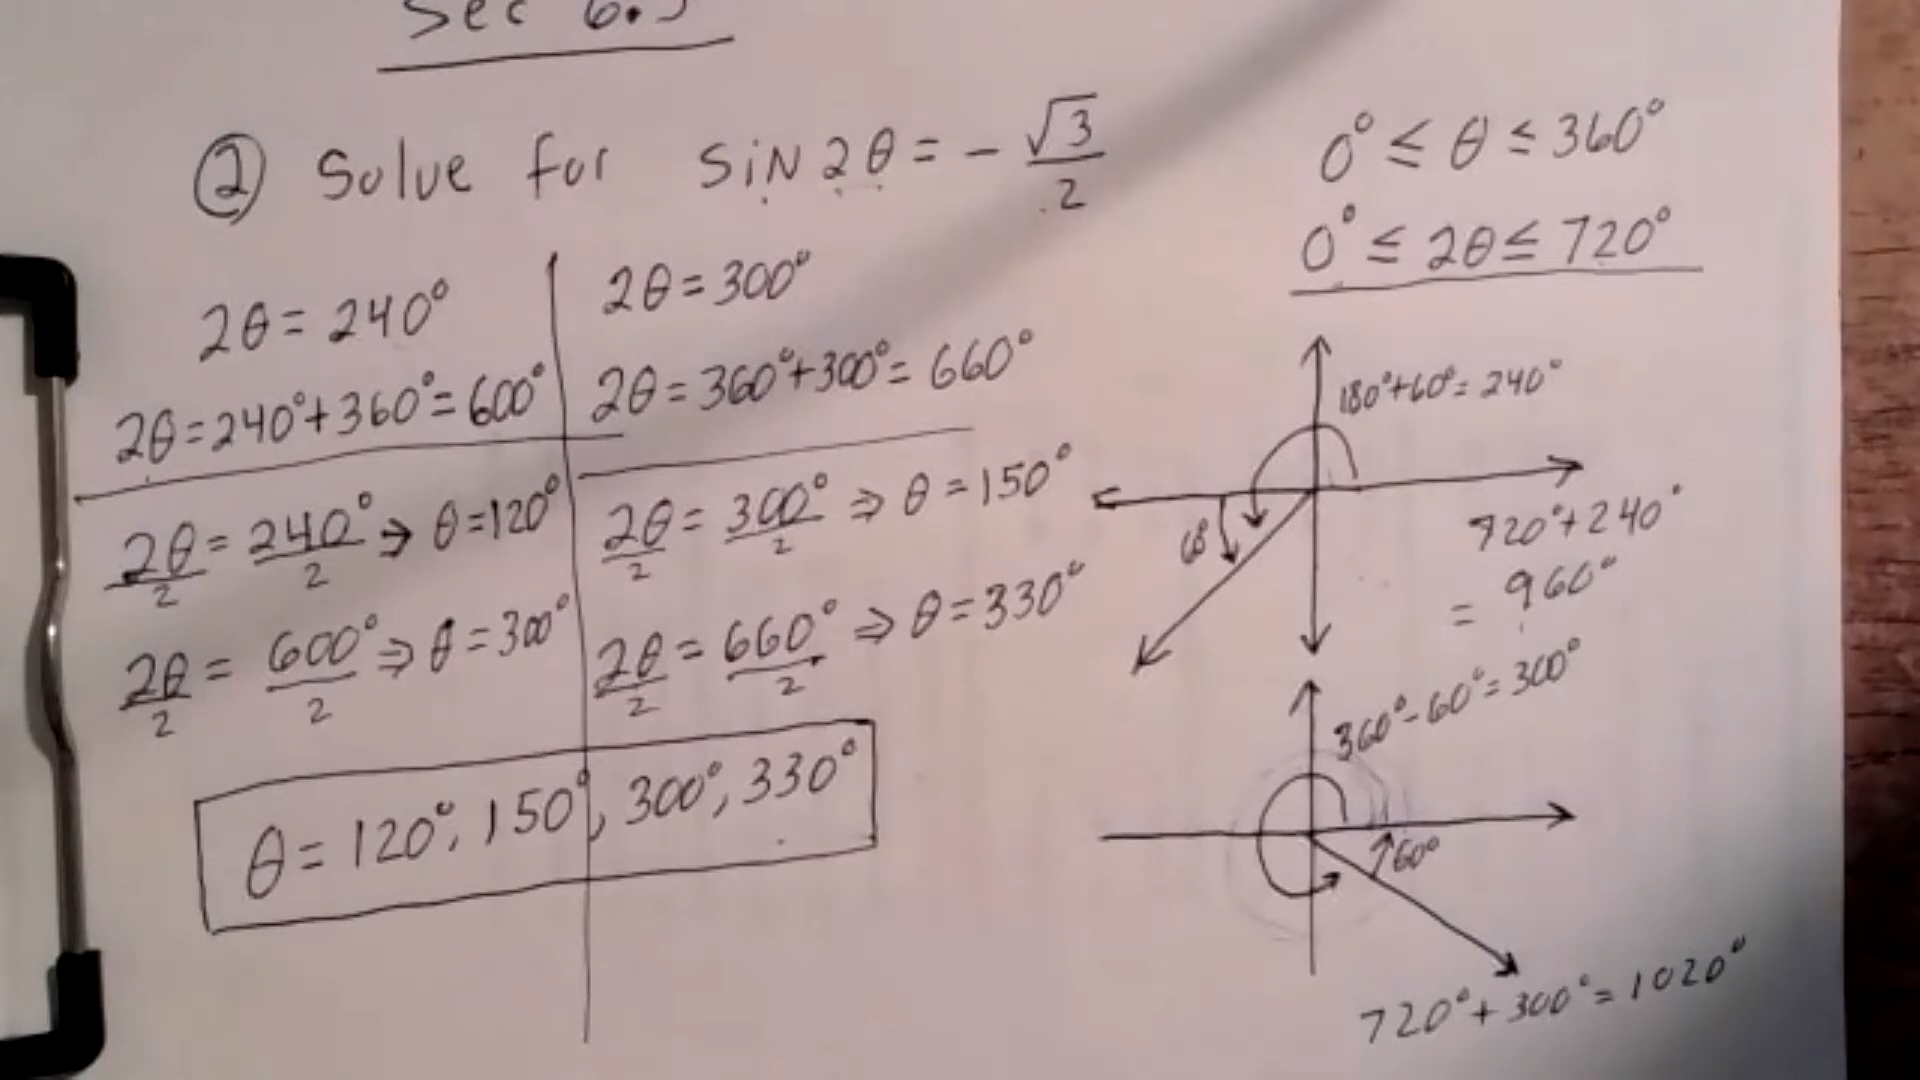 Sec 6.
② Solve for sin 2θ = - √3/2
0° ≤ θ ≤ 360°
0° ≤ 2θ ≤ 720°
2θ = 240°
2θ = 240° + 360° = 600°
2θ/2 = 240°/2 ⇒ θ = 120°
2θ/2 = 600°/2 ⇒ θ = 300°
2θ = 300°
2θ = 360° + 300° = 660°
2θ/2 = 300°/2 ⇒ θ = 150°
2θ/2 = 660°/2 ⇒ θ = 330°
θ = 120°, 150°, 300°, 330°
180° + 60° = 240°
720° + 240°
= 960°
360° - 60° = 300°
60°
720° + 300° = 1020°